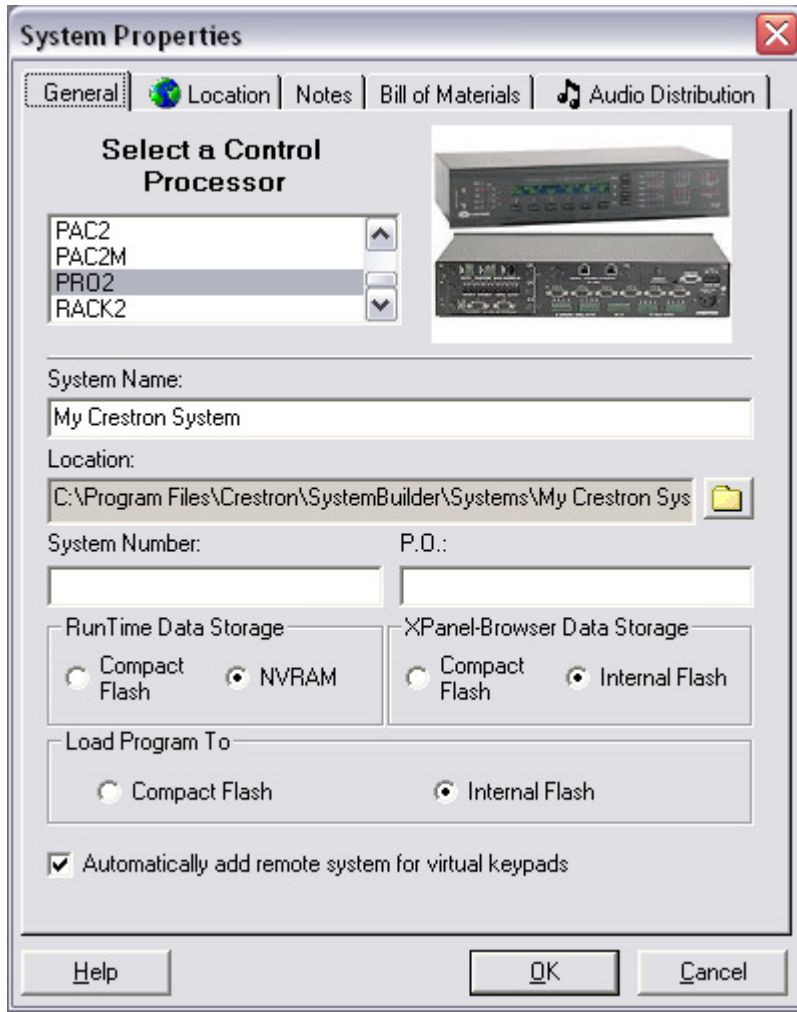 System Properties
General Location Notes Bill of Materials Audio Distribution
Select a Control
Processor
PAC2
PAC2M
PRO2
RACK2
System Name:
My Crestron System
Location:
C:\Program Files\Crestron\SystemBuilder\Systems\My Crestron Sys
System Number: P.O.:
RunTime Data Storage XPanel-Browser Data Storage
Compact Flash NVRAM Compact Flash Internal Flash
Load Program To
Compact Flash Internal Flash
Automatically add remote system for virtual keypads
Help OK Cancel